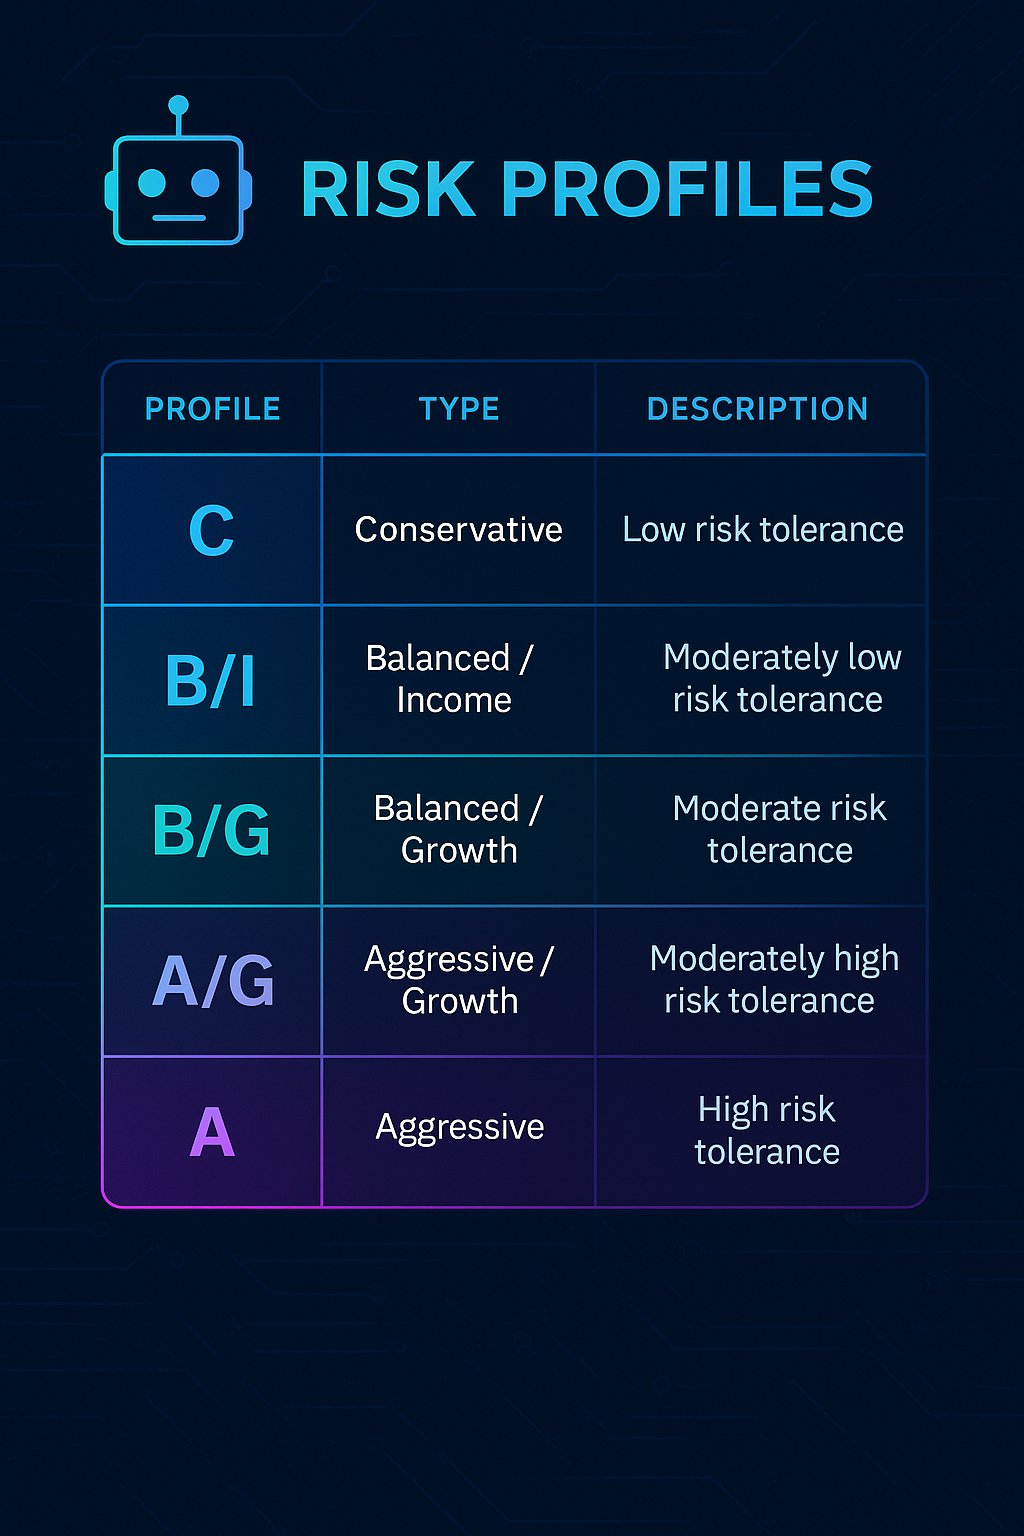 RISK PROFILES
PROFILE TYPE DESCRIPTION
C Conservative Low risk tolerance
B/I
Balanced /
Income
Moderately low
risk tolerance
B/G
Balanced /
Growth
Moderate risk
tolerance
A/G
Aggressive /
Growth
Moderately high
risk tolerance
A
Aggressive
High risk
tolerance